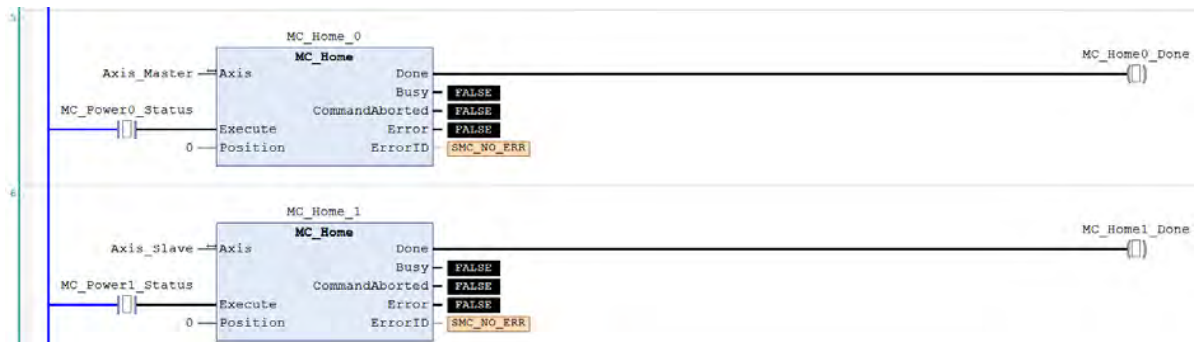 5
MC_Home_0
MC_Home
MC_Home0_Done
Axis_Master Axis Done
Busy FALSE
MC_Power0_Status CommandAborted FALSE
Execute Error FALSE
0 Position ErrorID SMC_NO_ERR
6
MC_Home_1
MC_Home
MC_Home1_Done
Axis_Slave Axis Done
Busy FALSE
MC_Power1_Status CommandAborted FALSE
Execute Error FALSE
0 Position ErrorID SMC_NO_ERR